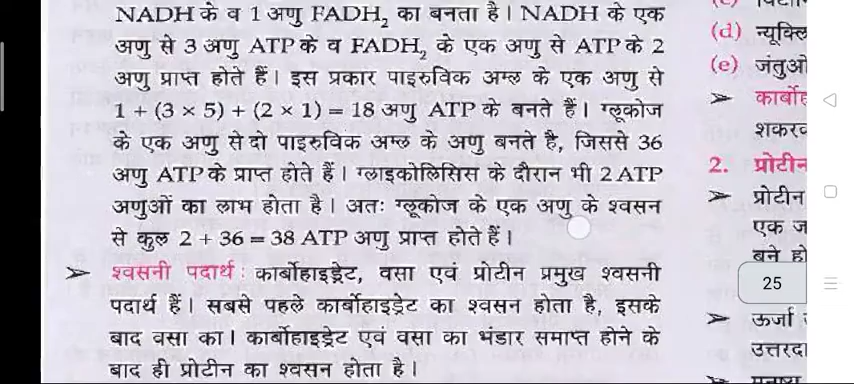 NADH के व 1 अणु FADH₂ का बनता है। NADH के एक
अणु से 3 अणु ATP के व FADH₂ के एक अणु से ATP के 2
अणु प्राप्त होते हैं। इस प्रकार पाइरुविक अम्ल के एक अणु से
1 + (3 × 5) + (2 × 1) = 18 अणु ATP के बनते हैं। ग्लूकोज
के एक अणु से दो पाइरुविक अम्ल के अणु बनते है, जिससे 36
अणु ATP के प्राप्त होते हैं। ग्लाइकोलिसिस के दौरान भी 2 ATP
अणुओं का लाभ होता है। अतः ग्लूकोज के एक अणु के श्वसन
से कुल 2 + 36 = 38 ATP अणु प्राप्त होते हैं।
➢ श्वसनी पदार्थ : कार्बोहाइड्रेट, वसा एवं प्रोटीन प्रमुख श्वसनी
पदार्थ हैं। सबसे पहले कार्बोहाइड्रेट का श्वसन होता है, इसके
बाद वसा का। कार्बोहाइड्रेट एवं वसा का भंडार समाप्त होने के
बाद ही प्रोटीन का श्वसन होता है।
(d)
(e) जंतुओ
2. प्रोटीन
➢ प्रोटीन
एक ज
बने हो
25
➢ ऊर्जा